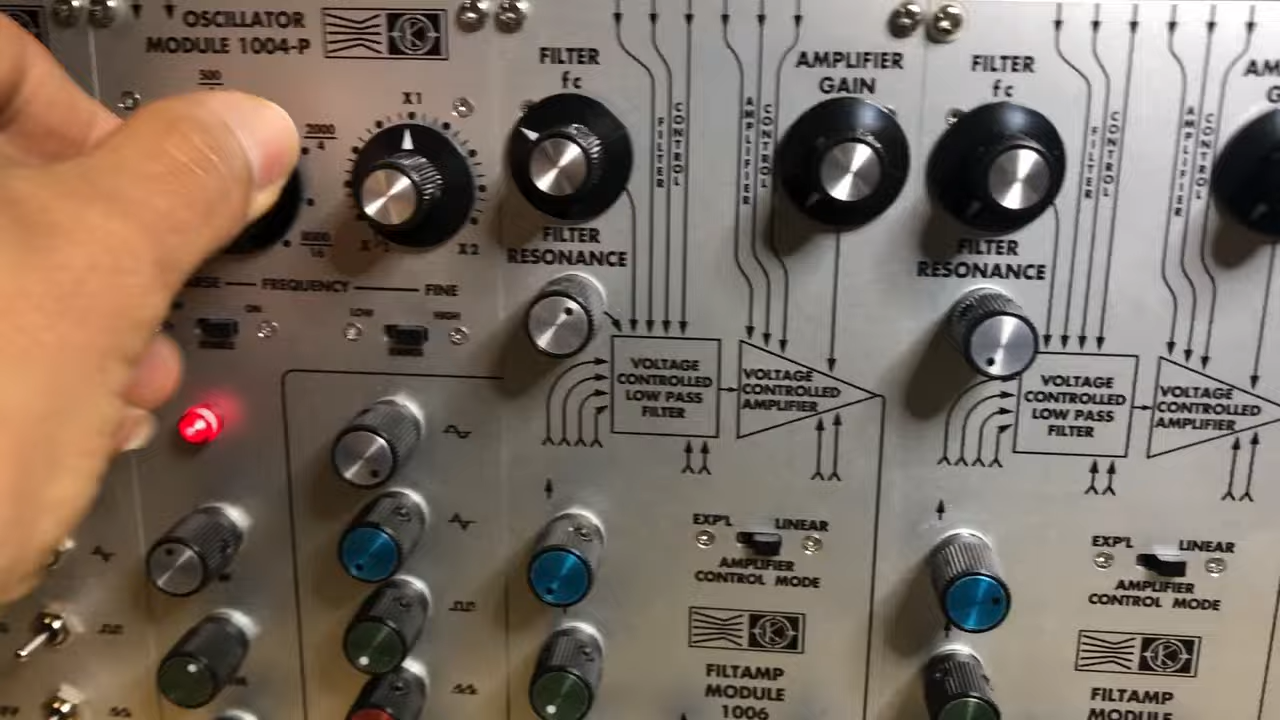 OSCILLATOR
MODULE 1004-P
500
2000
4
8000
16
X1
X2
FREQUENCY
FINE
ON
LOW
HIGH
RANGE
FILTER
fc
FILTER
RESONANCE
FILTER
CONTROL
AMPLIFIER
CONTROL
AMPLIFIER
GAIN
VOLTAGE
CONTROLLED
LOW PASS
FILTER
VOLTAGE
CONTROLLED
AMPLIFIER
EXP'L
LINEAR
AMPLIFIER
CONTROL MODE
FILTAMP
MODULE
1006
FILTER
fc
FILTER
RESONANCE
FILTER
CONTROL
AMPLIFIER
CONTROL
VOLTAGE
CONTROLLED
LOW PASS
FILTER
VOLTAGE
CONTROLLED
AMPLIFIER
EXP'L
LINEAR
AMPLIFIER
CONTROL MODE
FILTAMP
MODULE